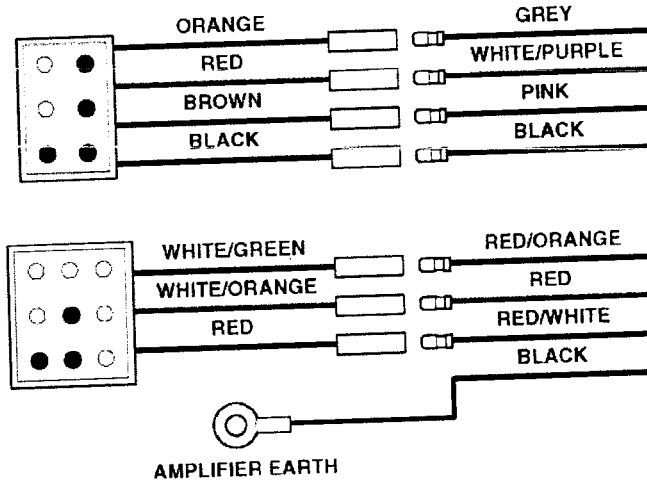 ORANGE
GREY
RED
WHITE/PURPLE
BROWN
PINK
BLACK
BLACK
WHITE/GREEN
RED/ORANGE
WHITE/ORANGE
RED
RED
RED/WHITE
BLACK
AMPLIFIER EARTH